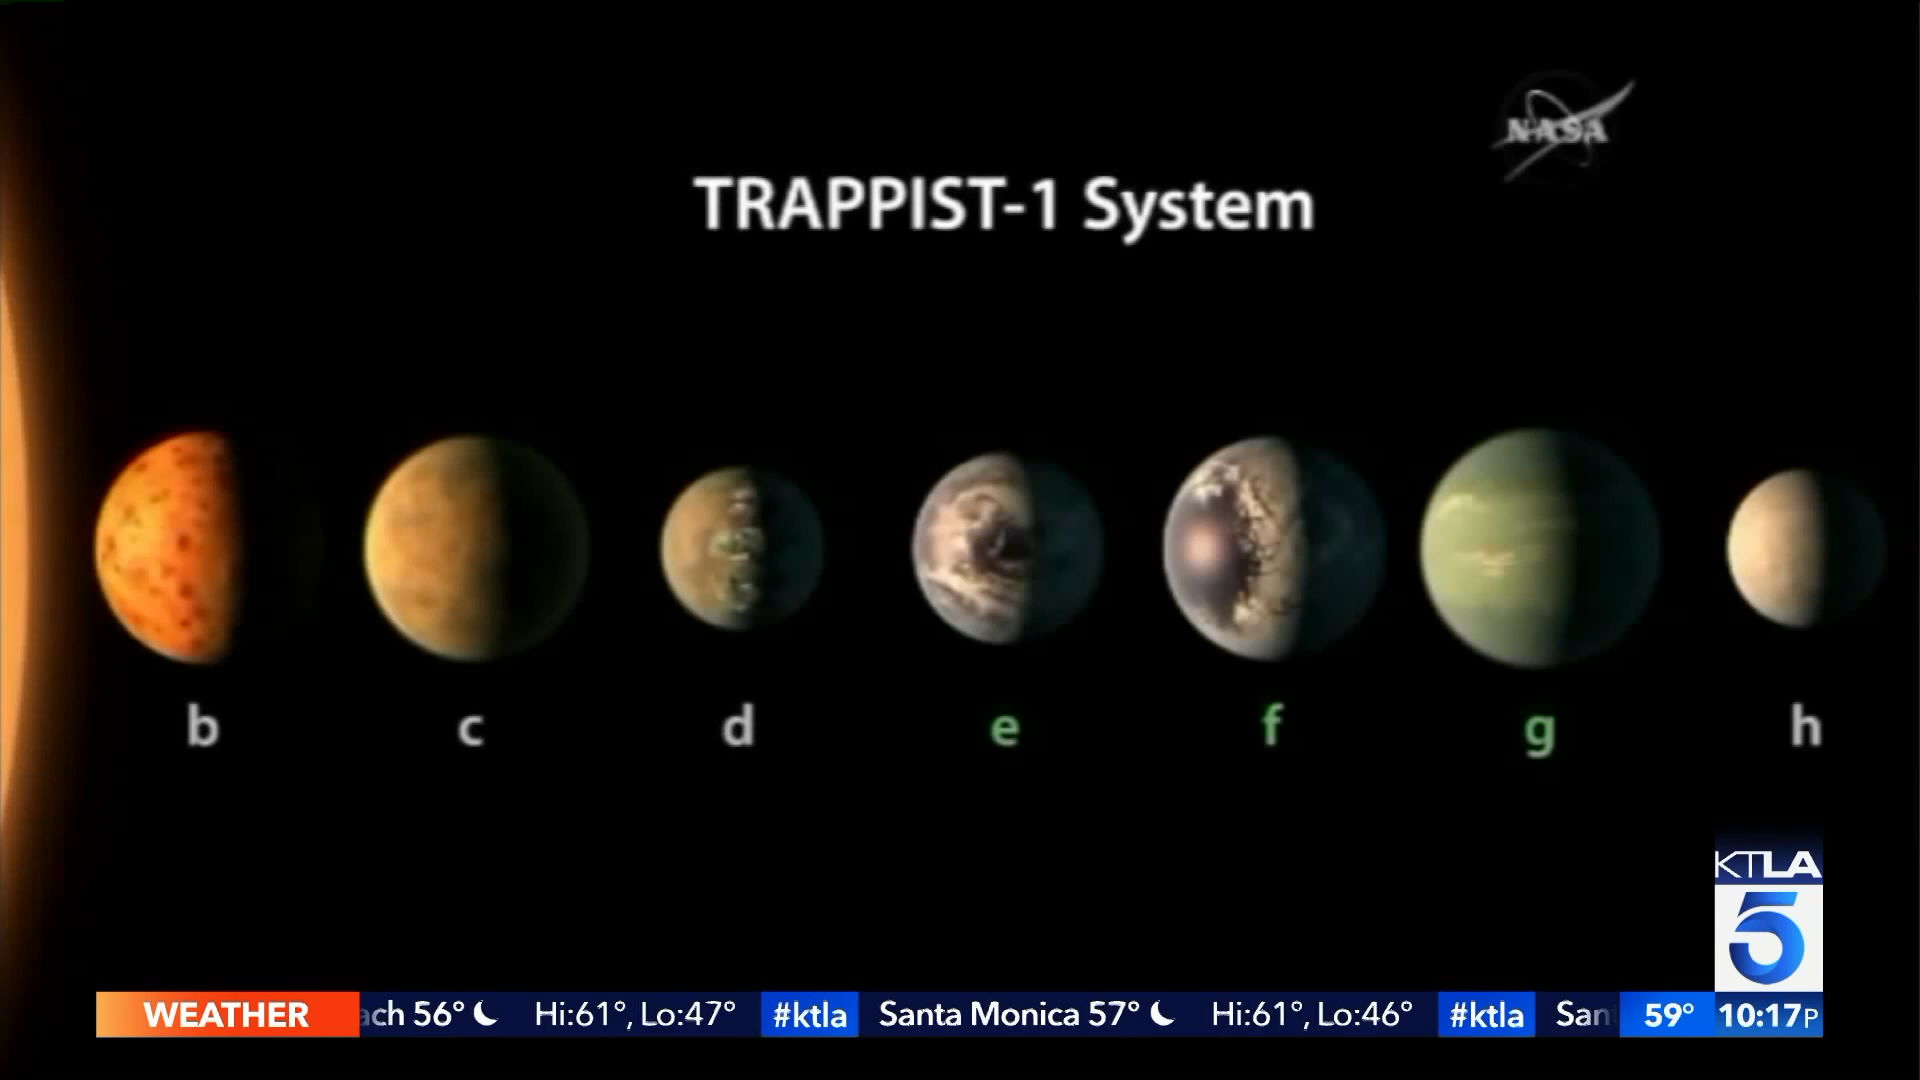 NASA
TRAPPIST-1 System
b c d e f g h
KTLA
5
WEATHER ach 56° Hi:61°, Lo:47° #ktla Santa Monica 57° Hi:61°, Lo:46° #ktla San 59° 10:17P